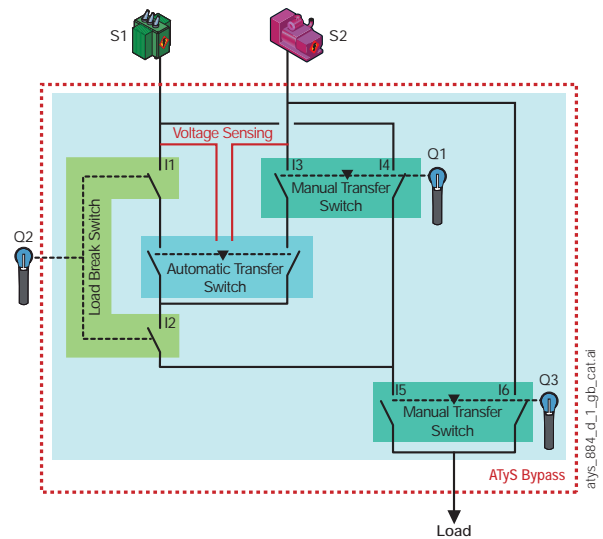 S1
S2
Voltage Sensing
I1
I3
I4
Q1
Manual Transfer
Switch
Q2
Load Break Switch
Automatic Transfer
Switch
I2
I5
I6
Q3
Manual Transfer
Switch
ATyS Bypass
atys_884_d_1_gb_cat.ai
Load